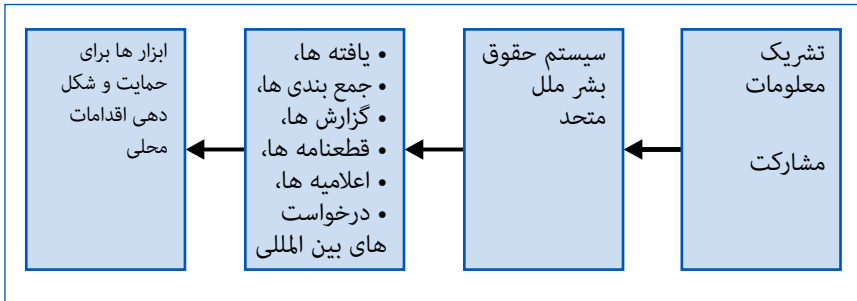 تشریک
معلومات
مشارکت
سیستم حقوق
بشر ملل
متحد
• یافته ها،
• جمع بندی ها،
• گزارش ها،
• قطعنامه ها،
• اعلامیه ها،
• درخواست
های بین المللی
ابزار ها برای
حمایت و شکل
دهی اقدامات
محلی